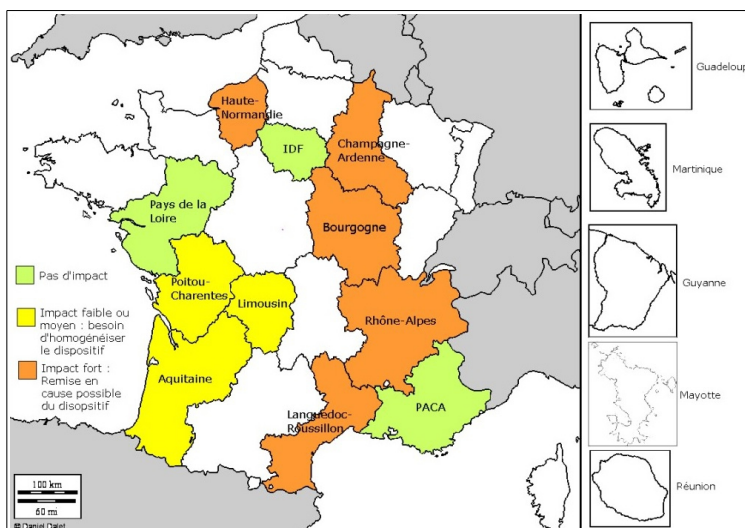 Haute-
Normandie
IDF
Champagne-
Ardenne
Pays de la
Loire
Bourgogne
Poitou-
Charentes
Limousin
Rhône-Alpes
Aquitaine
Languedoc-
Roussillon
PACA
Pas d'impact
Impact faible ou
moyen : besoin
d'homogénéiser
le dispositif
Impact fort :
Remise en
cause possible
du disopsitif
100 km
60 mi
© Daniel Dalet
Guadeloup
Martinique
Guyanne
Mayotte
Réunion